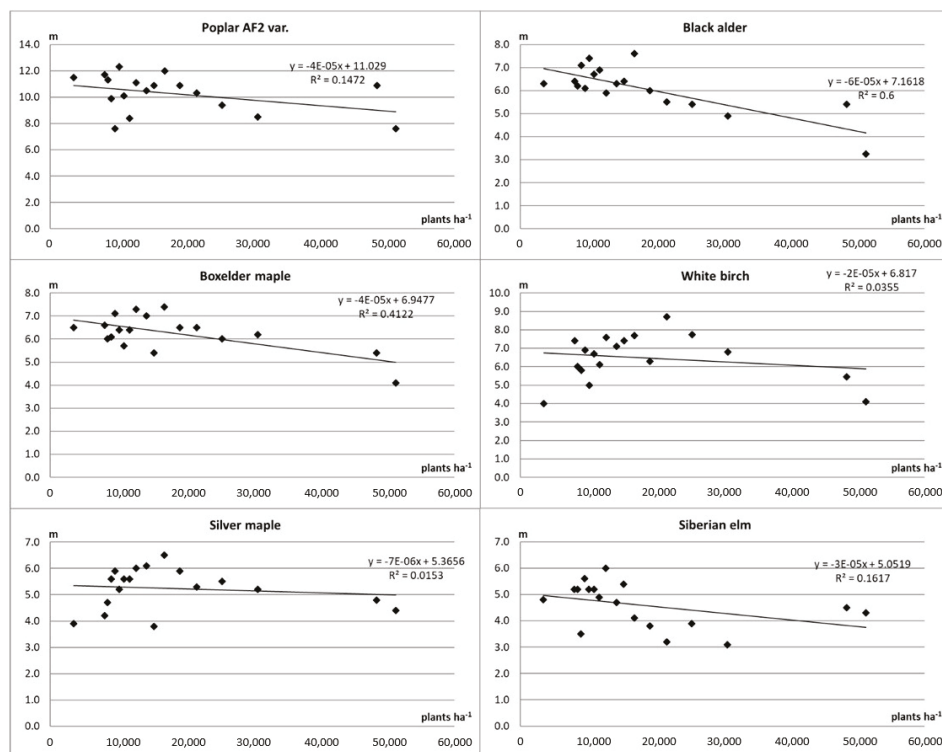 Poplar AF2 var.
m
14.0
12.0
10.0
8.0
6.0
4.0
2.0
0.0
y = -4E-05x + 11.029
R² = 0.1472
plants ha⁻¹
0 10,000 20,000 30,000 40,000 50,000 60,000
Black alder
m
8.0
7.0
6.0
5.0
4.0
3.0
2.0
1.0
0.0
y = -6E-05x + 7.1618
R² = 0.6
plants ha⁻¹
0 10,000 20,000 30,000 40,000 50,000 60,000
Boxelder maple
m
8.0
7.0
6.0
5.0
4.0
3.0
2.0
1.0
0.0
y = -4E-05x + 6.9477
R² = 0.4122
plants ha⁻¹
0 10,000 20,000 30,000 40,000 50,000 60,000
White birch
m
10.0
9.0
8.0
7.0
6.0
5.0
4.0
3.0
2.0
1.0
0.0
y = -2E-05x + 6.817
R² = 0.0355
plants ha⁻¹
0 10,000 20,000 30,000 40,000 50,000 60,000
Silver maple
m
7.0
6.0
5.0
4.0
3.0
2.0
1.0
0.0
y = -7E-06x + 5.3656
R² = 0.0153
plants ha⁻¹
0 10,000 20,000 30,000 40,000 50,000 60,000
Siberian elm
m
7.0
6.0
5.0
4.0
3.0
2.0
1.0
0.0
y = -3E-05x + 5.0519
R² = 0.1617
plants ha⁻¹
0 10,000 20,000 30,000 40,000 50,000 60,000